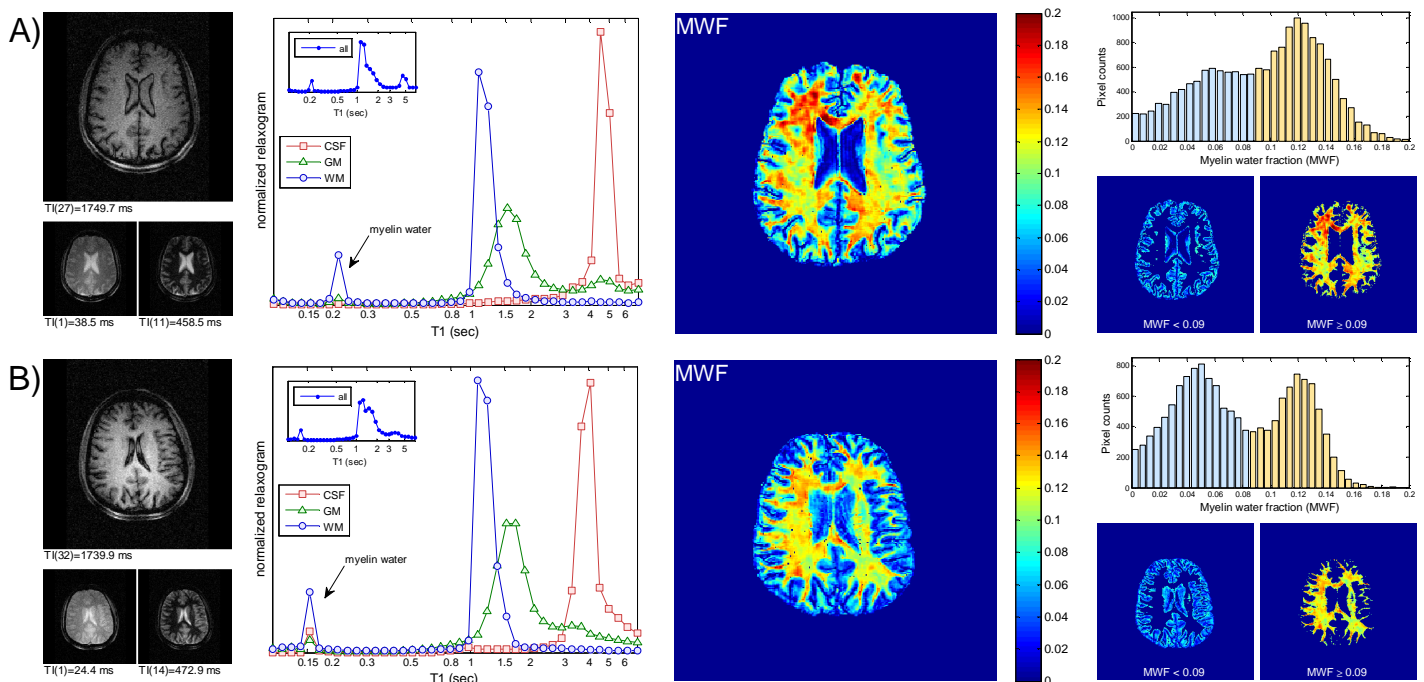 A)
TI(27)=1749.7 ms
TI(1)=38.5 ms
TI(11)=458.5 ms
normalized relaxogram
all
0.2 0.5 1 2 5
T1 (sec)
CSF
GM
WM
myelin water
0.15 0.2 0.3 0.5 0.8 1 1.5 2 3 4 5 6
T1 (sec)
MWF
0.2
0.18
0.16
0.14
0.12
0.1
0.08
0.06
0.04
0.02
0
Pixel counts
1000
800
600
400
200
0
0 0.02 0.04 0.06 0.08 0.1 0.12 0.14 0.16 0.18 0.2
Myelin water fraction (MWF)
MWF < 0.09
MWF ≥ 0.09
B)
TI(32)=1739.9 ms
TI(1)=24.4 ms
TI(14)=472.9 ms
normalized relaxogram
all
0.2 0.5 1 2 5
T1 (sec)
CSF
GM
WM
myelin water
0.15 0.2 0.3 0.5 0.8 1 1.5 2 3 4 5 6
T1 (sec)
MWF
0.2
0.18
0.16
0.14
0.12
0.1
0.08
0.06
0.04
0.02
0
Pixel counts
800
600
400
200
0
0 0.02 0.04 0.06 0.08 0.1 0.12 0.14 0.16 0.18 0.2
Myelin water fraction (MWF)
MWF < 0.09
MWF ≥ 0.09